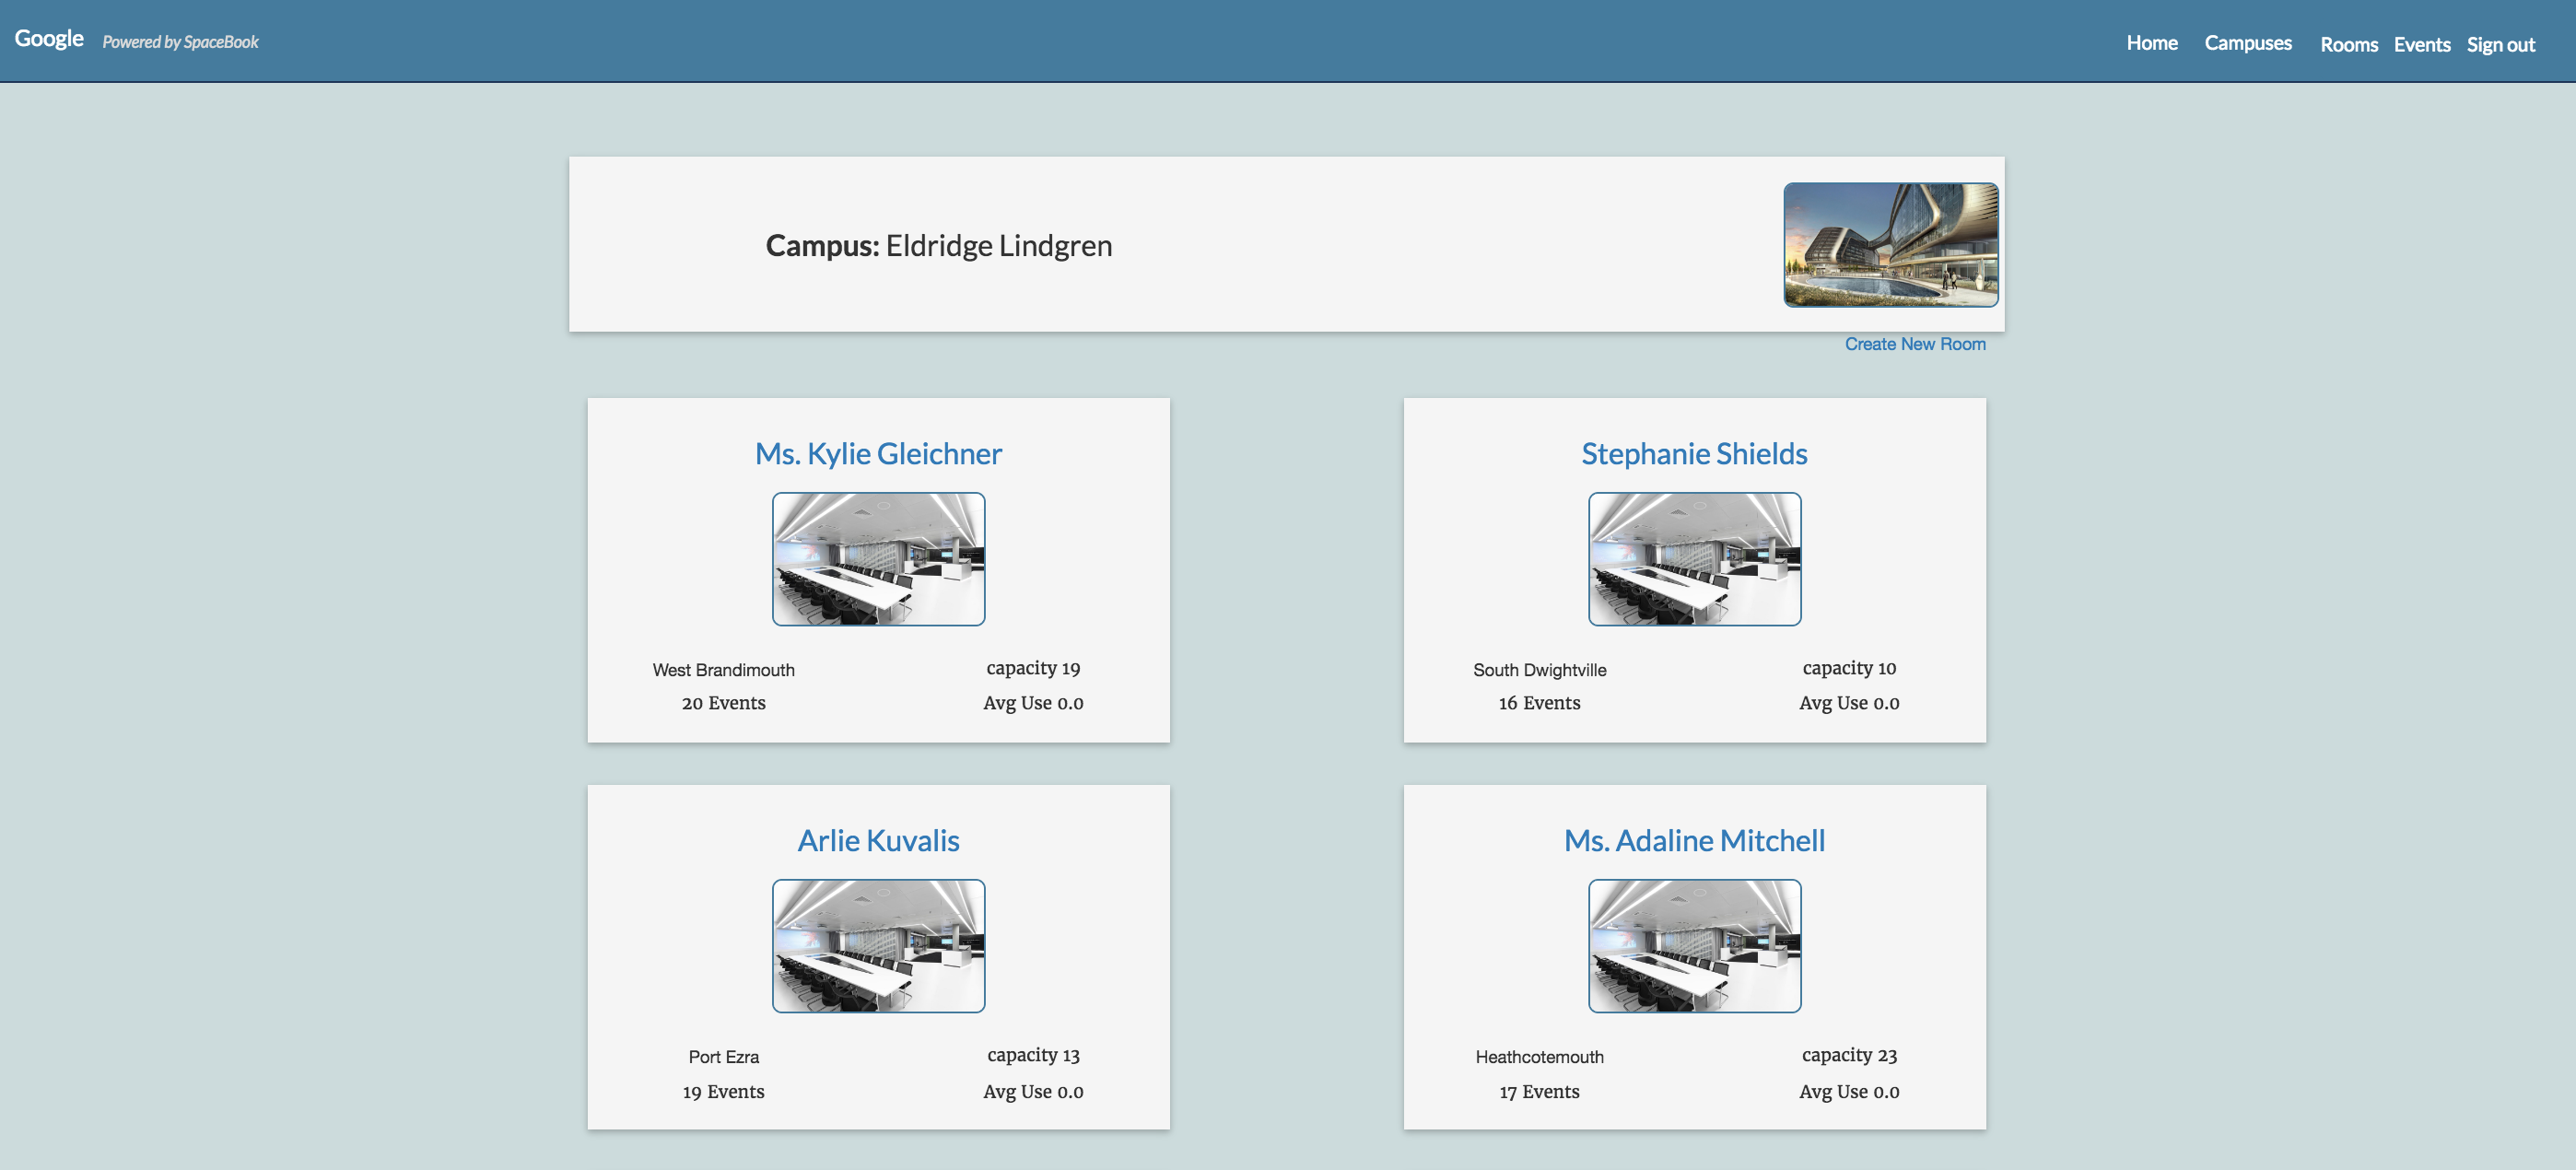 Google Powered by SpaceBook Home Campuses Rooms Events Sign out
Campus: Eldridge Lindgren
Create New Room
Ms. Kylie Gleichner
West Brandimouth capacity 19
20 Events Avg Use 0.0
Stephanie Shields
South Dwightville capacity 10
16 Events Avg Use 0.0
Arlie Kuvalis
Port Ezra capacity 13
19 Events Avg Use 0.0
Ms. Adaline Mitchell
Heathcotemouth capacity 23
17 Events Avg Use 0.0